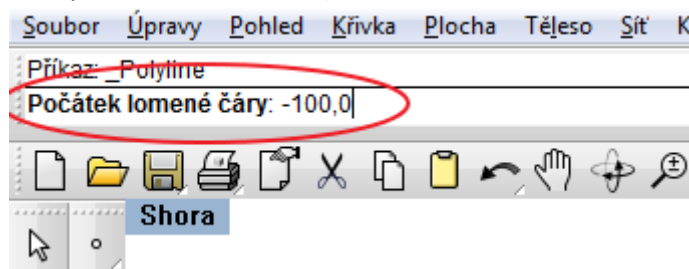 Soubor Úpravy Pohled Křivka Plocha Těleso Síť K
Příkaz: _Polyline
Počátek lomené čáry: -100,0
Shora